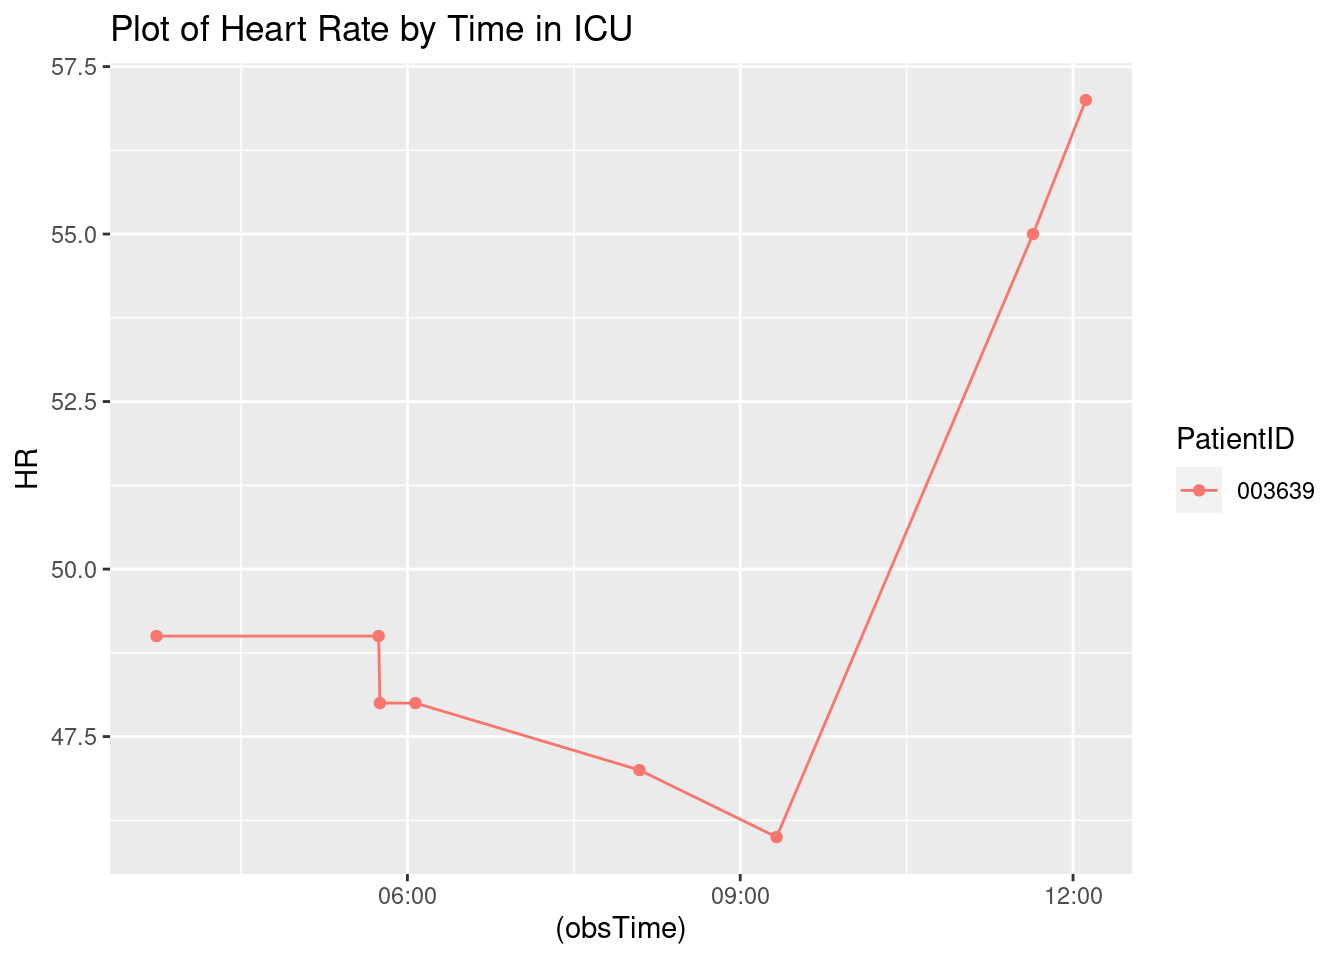 Plot of Heart Rate by Time in ICU
57.5
55.0
52.5
50.0
47.5
HR
06:00 09:00 12:00
(obsTime)
PatientID
003639